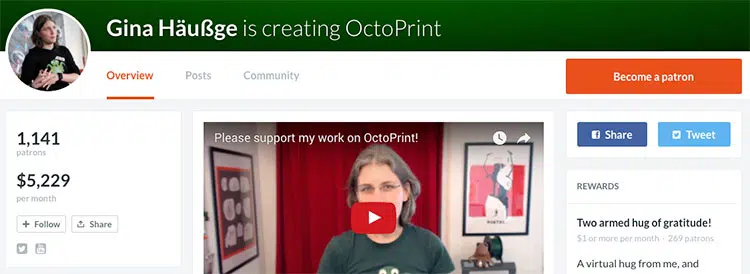 Gina Häußge is creating OctoPrint
Overview
Posts
Community
Become a patron
1,141
patrons
$5,229
per month
+ Follow
Share
Please support my work on OctoPrint!
Share
Tweet
REWARDS
Two armed hug of gratitude!
$1 or more per month · 269 patrons
A virtual hug from me, and